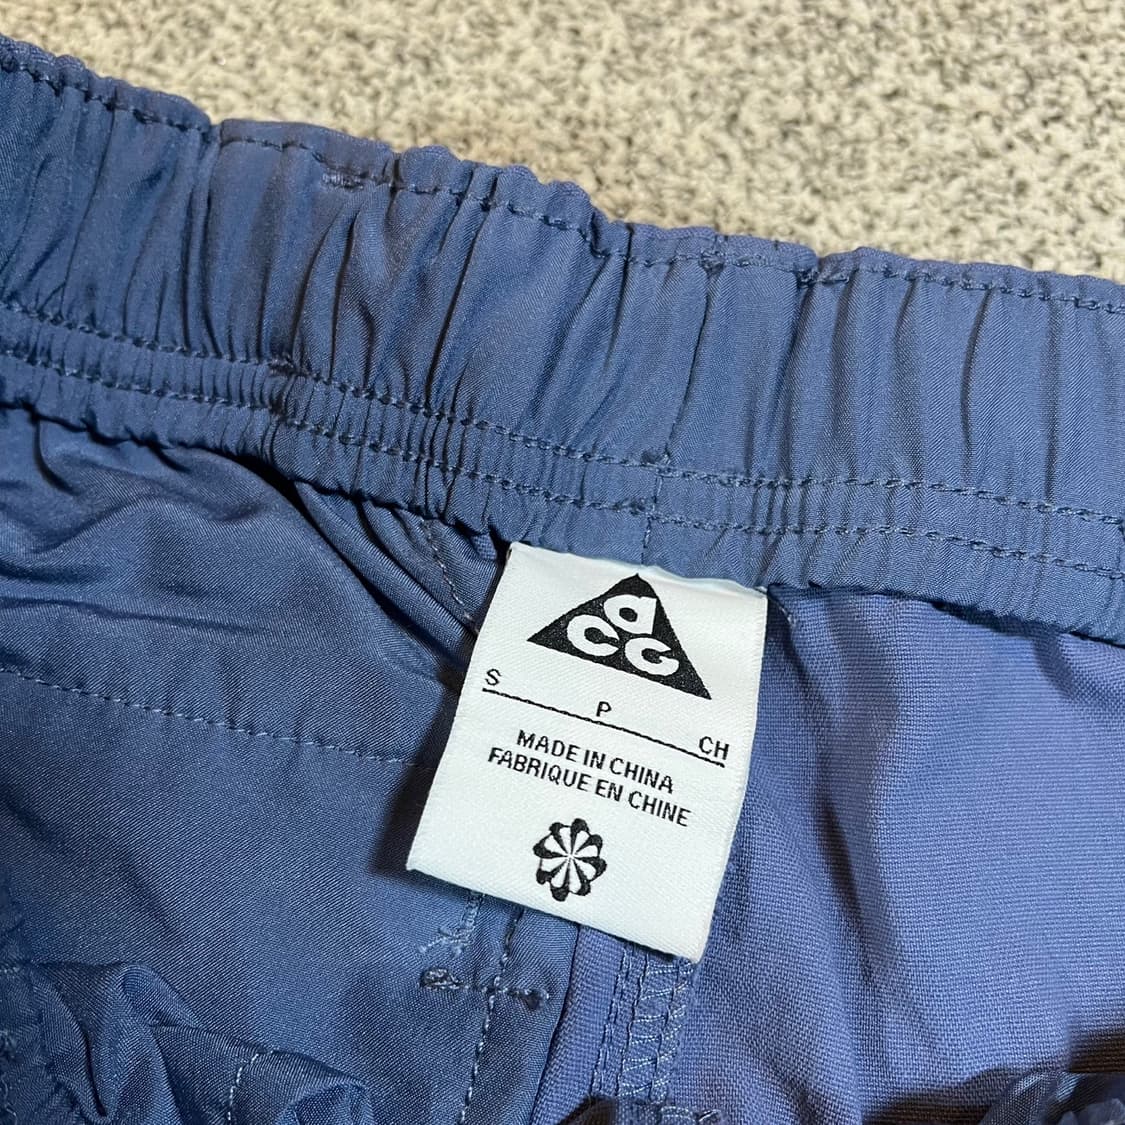 aCG
S
P
CH
MADE IN CHINA
FABRIQUE EN CHINE